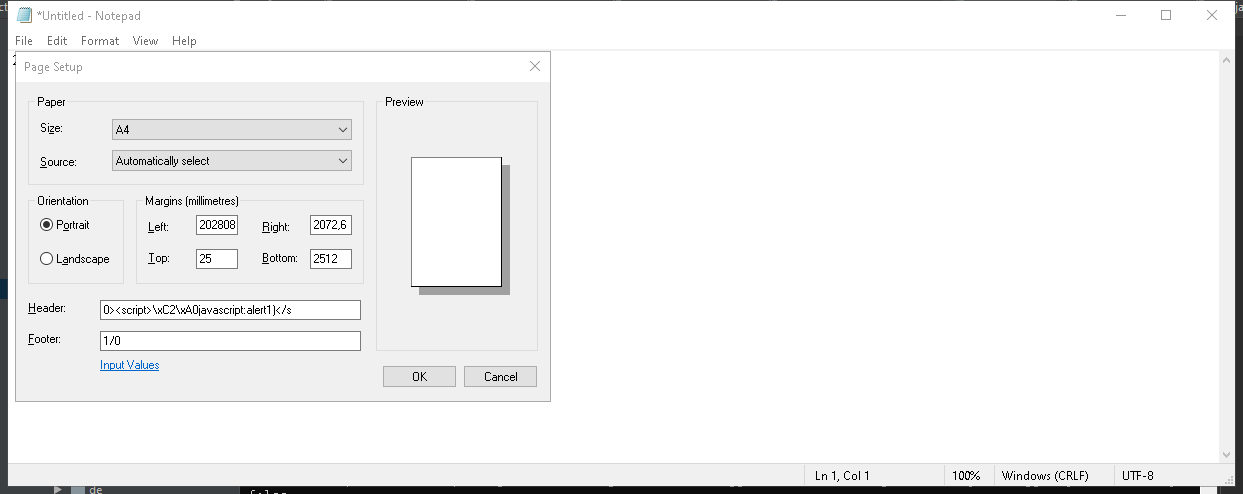 *Untitled - Notepad
File Edit Format View Help
Page Setup
Paper
Size: A4
Source: Automatically select
Orientation
Portrait
Landscape
Margins (millimetres)
Left: 202808 Right: 2072,6
Top: 25 Bottom: 2512
Header: 0><script>\xC2\xA0javascript:alert1)</s
Footer: 1/0
Input Values
Preview
OK Cancel
Ln 1, Col 1 100% Windows (CRLF) UTF-8
de